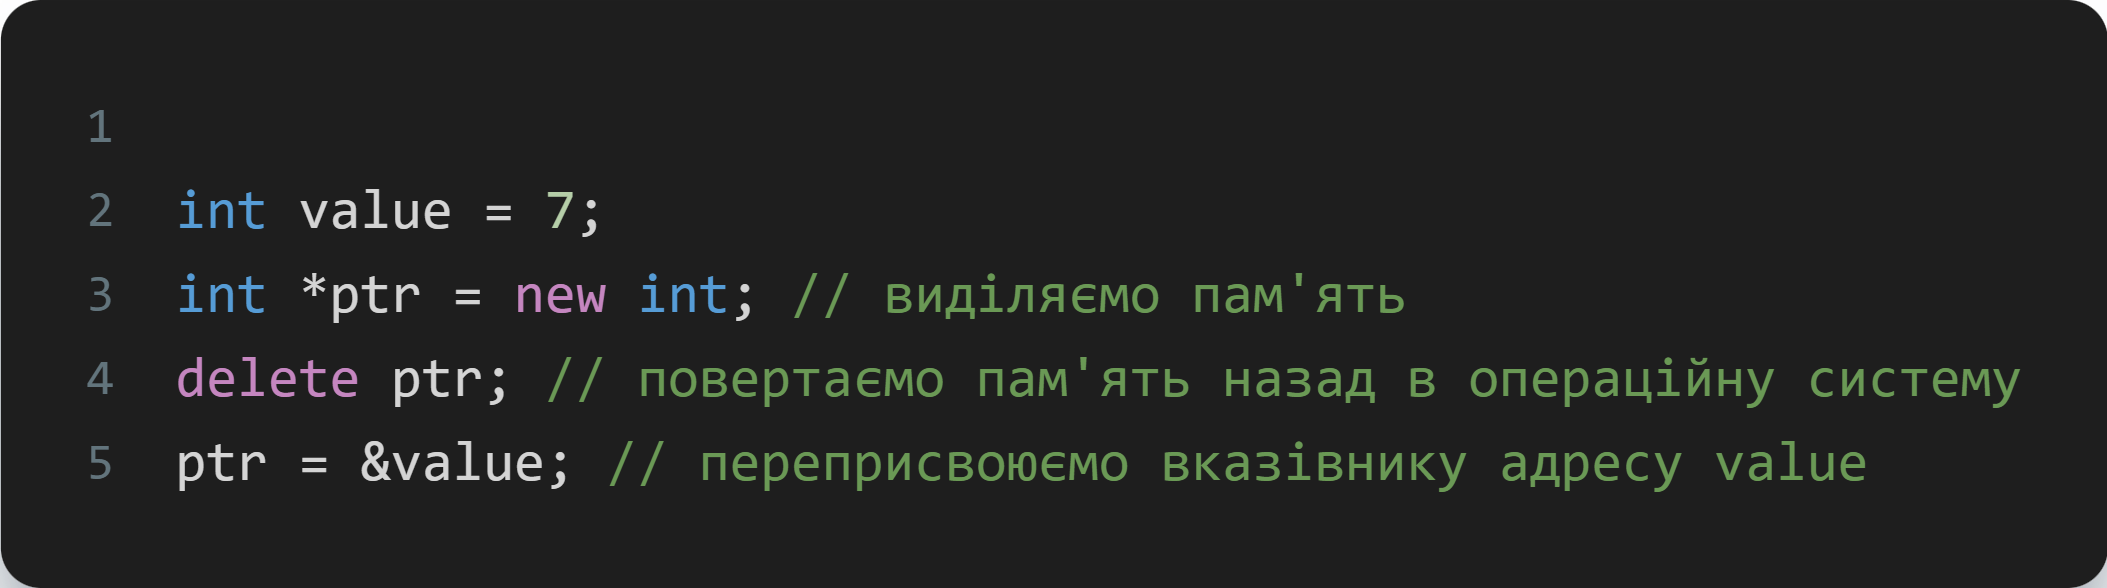 1
2 int value = 7;
3 int *ptr = new int; // виділяємо пам'ять
4 delete ptr; // повертаємо пам'ять назад в операційну систему
5 ptr = &value; // переприсвоюємо вказівнику адресу value